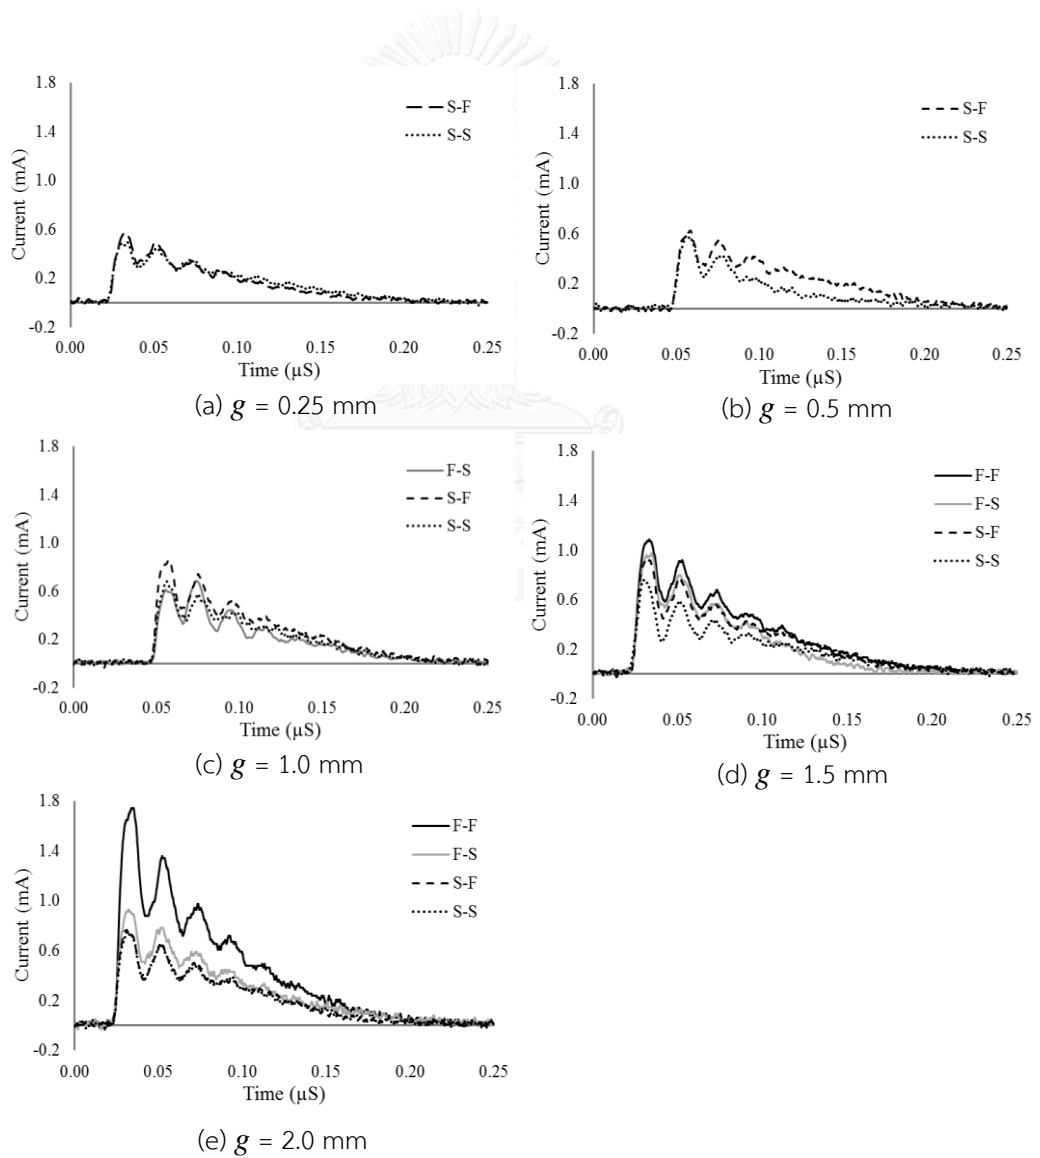 1.8
1.4
1.0
0.6
0.2
-0.2
Current (mA)
S-F
S-S
0.00 0.05 0.10 0.15 0.20 0.25
Time (µS)
(a) g = 0.25 mm
1.8
1.4
1.0
0.6
0.2
-0.2
Current (mA)
S-F
S-S
0.00 0.05 0.10 0.15 0.20 0.25
Time (µS)
(b) g = 0.5 mm
1.8
1.4
1.0
0.6
0.2
-0.2
Current (mA)
F-S
S-F
S-S
0.00 0.05 0.10 0.15 0.20 0.25
Time (µS)
(c) g = 1.0 mm
1.8
1.4
1.0
0.6
0.2
-0.2
Current (mA)
F-F
F-S
S-F
S-S
0.00 0.05 0.10 0.15 0.20 0.25
Time (µS)
(d) g = 1.5 mm
1.8
1.4
1.0
0.6
0.2
-0.2
Current (mA)
F-F
F-S
S-F
S-S
0.00 0.05 0.10 0.15 0.20 0.25
Time (µS)
(e) g = 2.0 mm